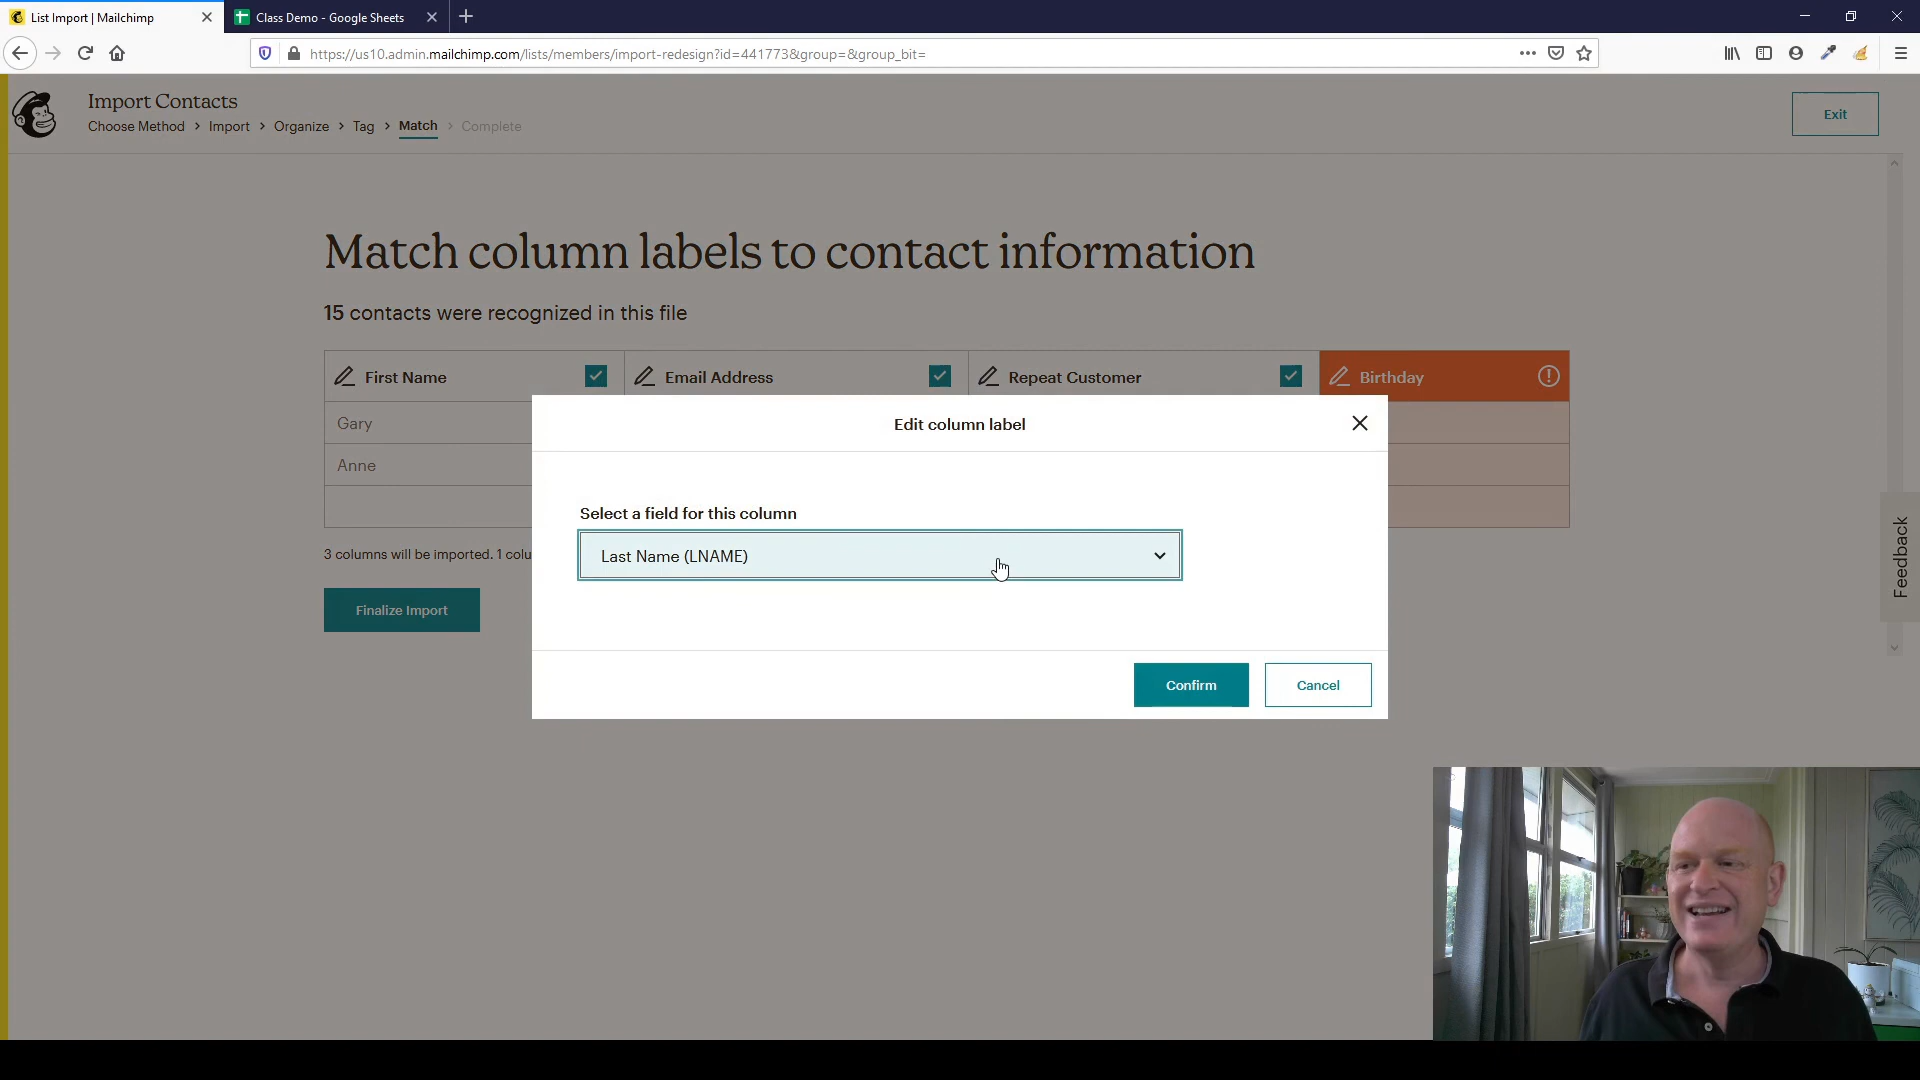 List Import | Mailchimp
Class Demo - Google Sheets
https://us10.admin.mailchimp.com/lists/members/import-redesign?id=441773&group=&group_bit=
Import Contacts
Choose Method > Import > Organize > Tag > Match > Complete
Exit
Match column labels to contact information
15 contacts were recognized in this file
First Name
Email Address
Repeat Customer
Birthday
Gary
Anne
3 columns will be imported. 1 colu
Finalize Import
Edit column label
Select a field for this column
Last Name (LNAME)
Confirm
Cancel
Feedback